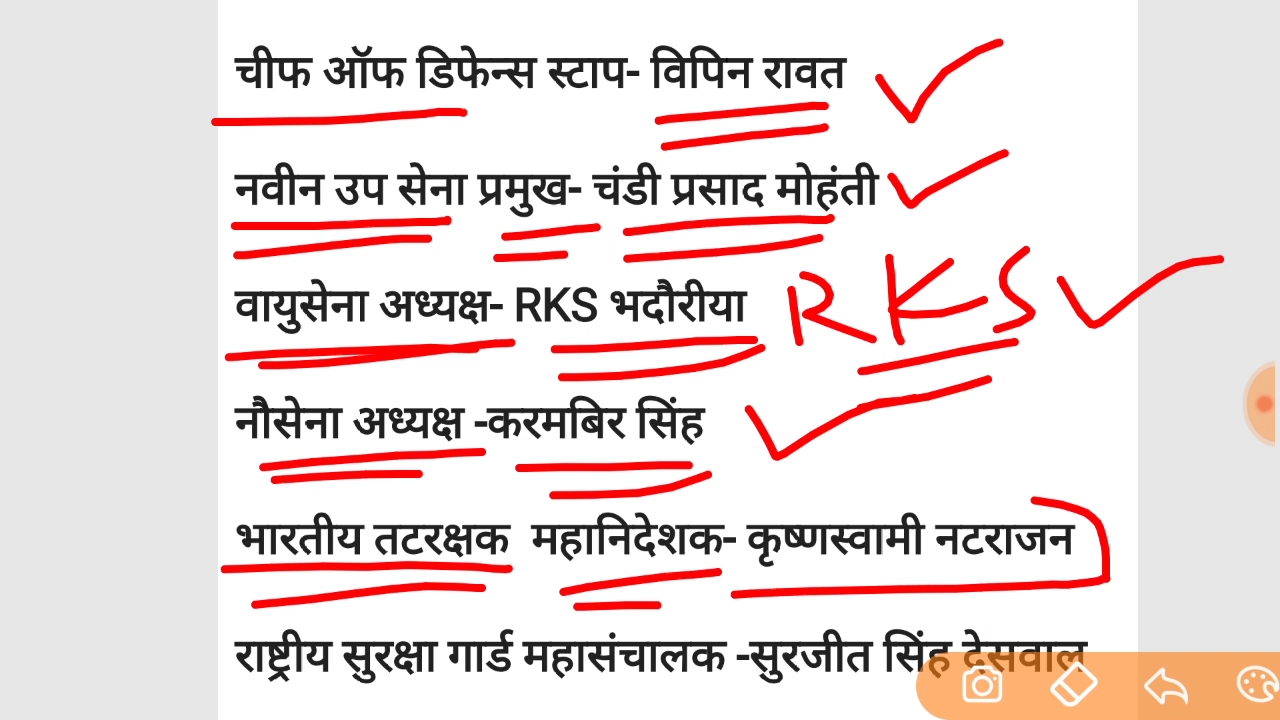 चीफ ऑफ डिफेन्स स्टाप- विपिन रावत
नवीन उप सेना प्रमुख- चंडी प्रसाद मोहंती
वायुसेना अध्यक्ष- RKS भदौरीया RKS
नौसेना अध्यक्ष -करमबिर सिंह
भारतीय तटरक्षक महानिदेशक- कृष्णस्वामी नटराजन
राष्ट्रीय सुरक्षा गार्ड महासंचालक -सुरजीत सिंह देसवाल